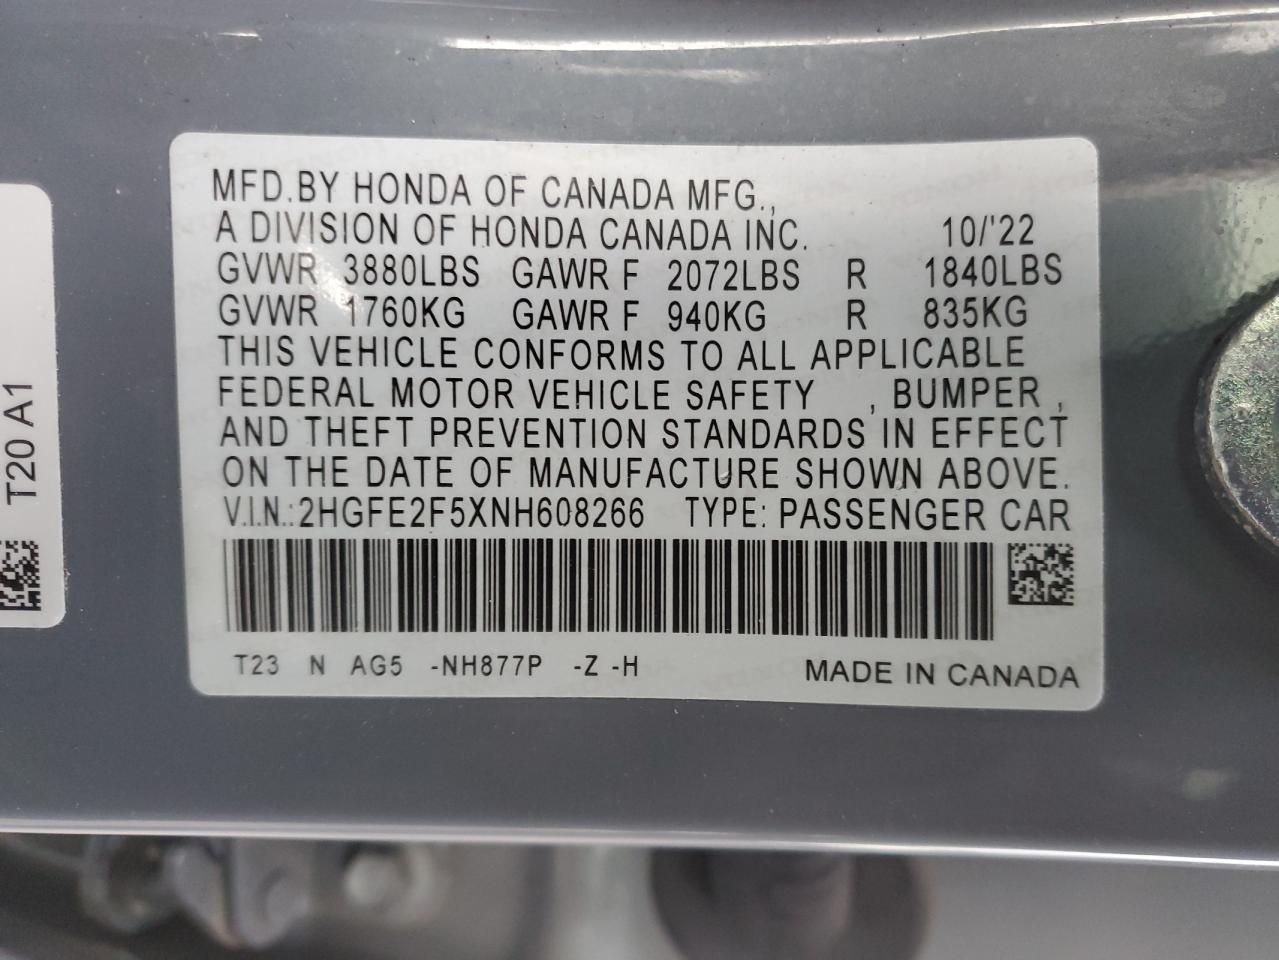 MFD.BY HONDA OF CANADA MFG.,
A DIVISION OF HONDA CANADA INC. 10/'22
GVWR 3880LBS GAWR F 2072LBS R 1840LBS
GVWR 1760KG GAWR F 940KG R 835KG
THIS VEHICLE CONFORMS TO ALL APPLICABLE
FEDERAL MOTOR VEHICLE SAFETY , BUMPER ,
AND THEFT PREVENTION STANDARDS IN EFFECT
ON THE DATE OF MANUFACTURE SHOWN ABOVE.
V.I.N.: 2HGFE2F5XNH608266 TYPE: PASSENGER CAR
T23 N AG5 -NH877P -Z -H MADE IN CANADA
T20 A1